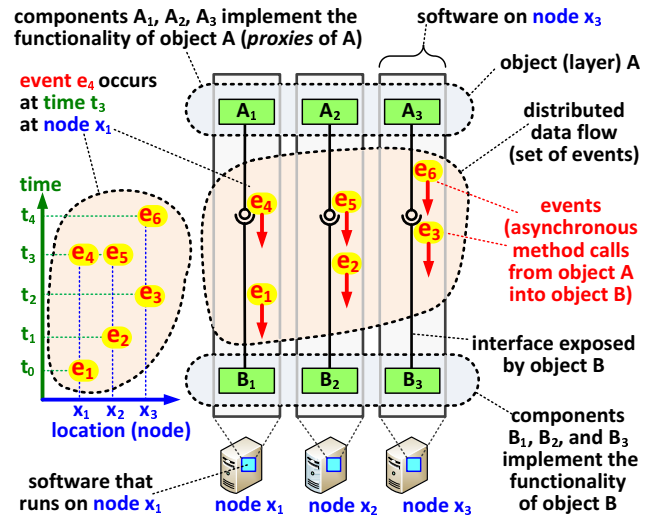 components A₁, A₂, A₃ implement the
functionality of object A (proxies of A)
software on node x₃
event e₄ occurs
at time t₃
at node x₁
object (layer) A
A₁
A₂
A₃
distributed
data flow
(set of events)
time
t₄
t₃
t₂
t₁
t₀
e₆
e₄
e₅
e₃
e₂
e₁
x₁
x₂
x₃
location (node)
e₆
e₄
e₅
e₃
e₂
e₁
events
(asynchronous
method calls
from object A
into object B)
interface exposed
by object B
B₁
B₂
B₃
components
B₁, B₂, and B₃
implement the
functionality
of object B
software that
runs on node x₁
node x₁
node x₂
node x₃